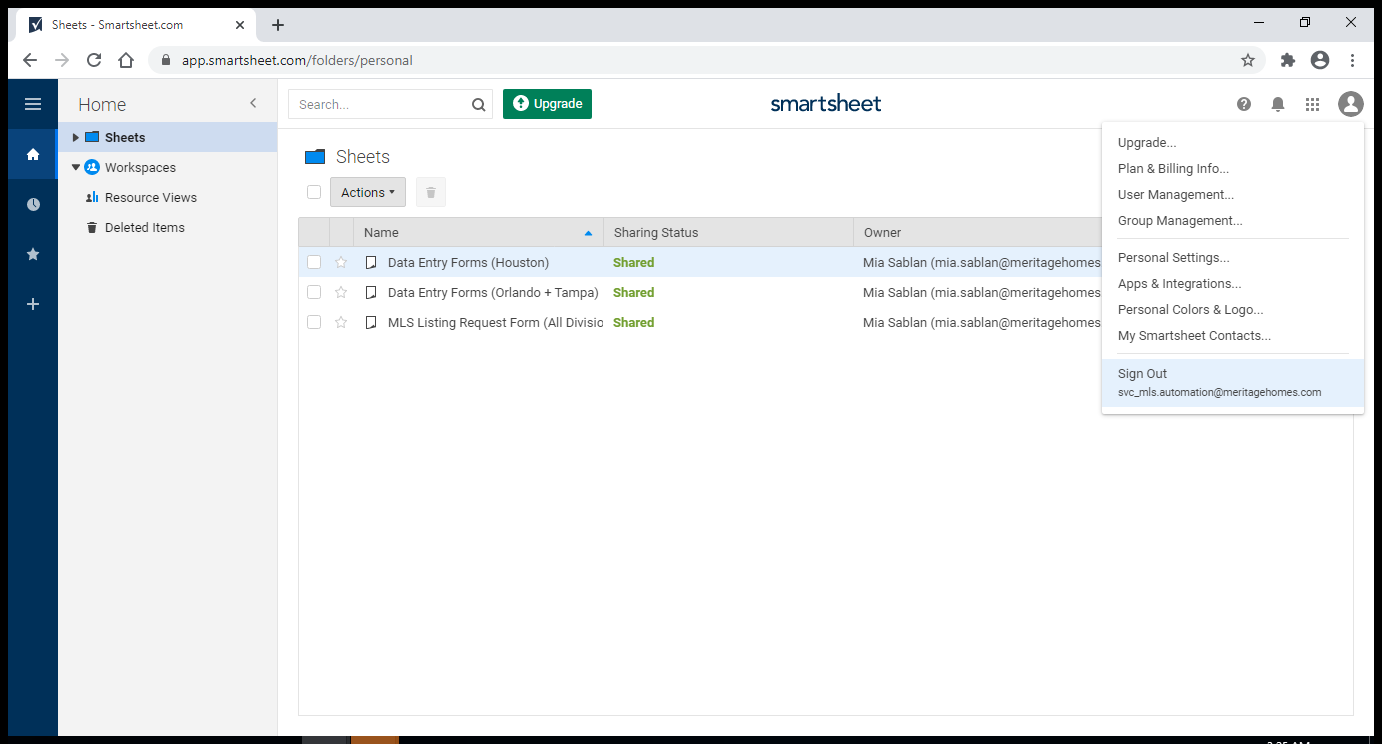 Sheets - Smartsheet.com
app.smartsheet.com/folders/personal
Home
Search...
Upgrade
smartsheet
Sheets
Workspaces
Resource Views
Deleted Items
Sheets
Actions
Name
Sharing Status
Owner
Data Entry Forms (Houston)
Shared
Mia Sablan (mia.sablan@meritagehomes
Data Entry Forms (Orlando + Tampa)
Shared
Mia Sablan (mia.sablan@meritagehomes
MLS Listing Request Form (All Divisio
Shared
Mia Sablan (mia.sablan@meritagehomes
Upgrade...
Plan & Billing Info...
User Management...
Group Management...
Personal Settings...
Apps & Integrations...
Personal Colors & Logo...
My Smartsheet Contacts...
Sign Out
svc_mls.automation@meritagehomes.com